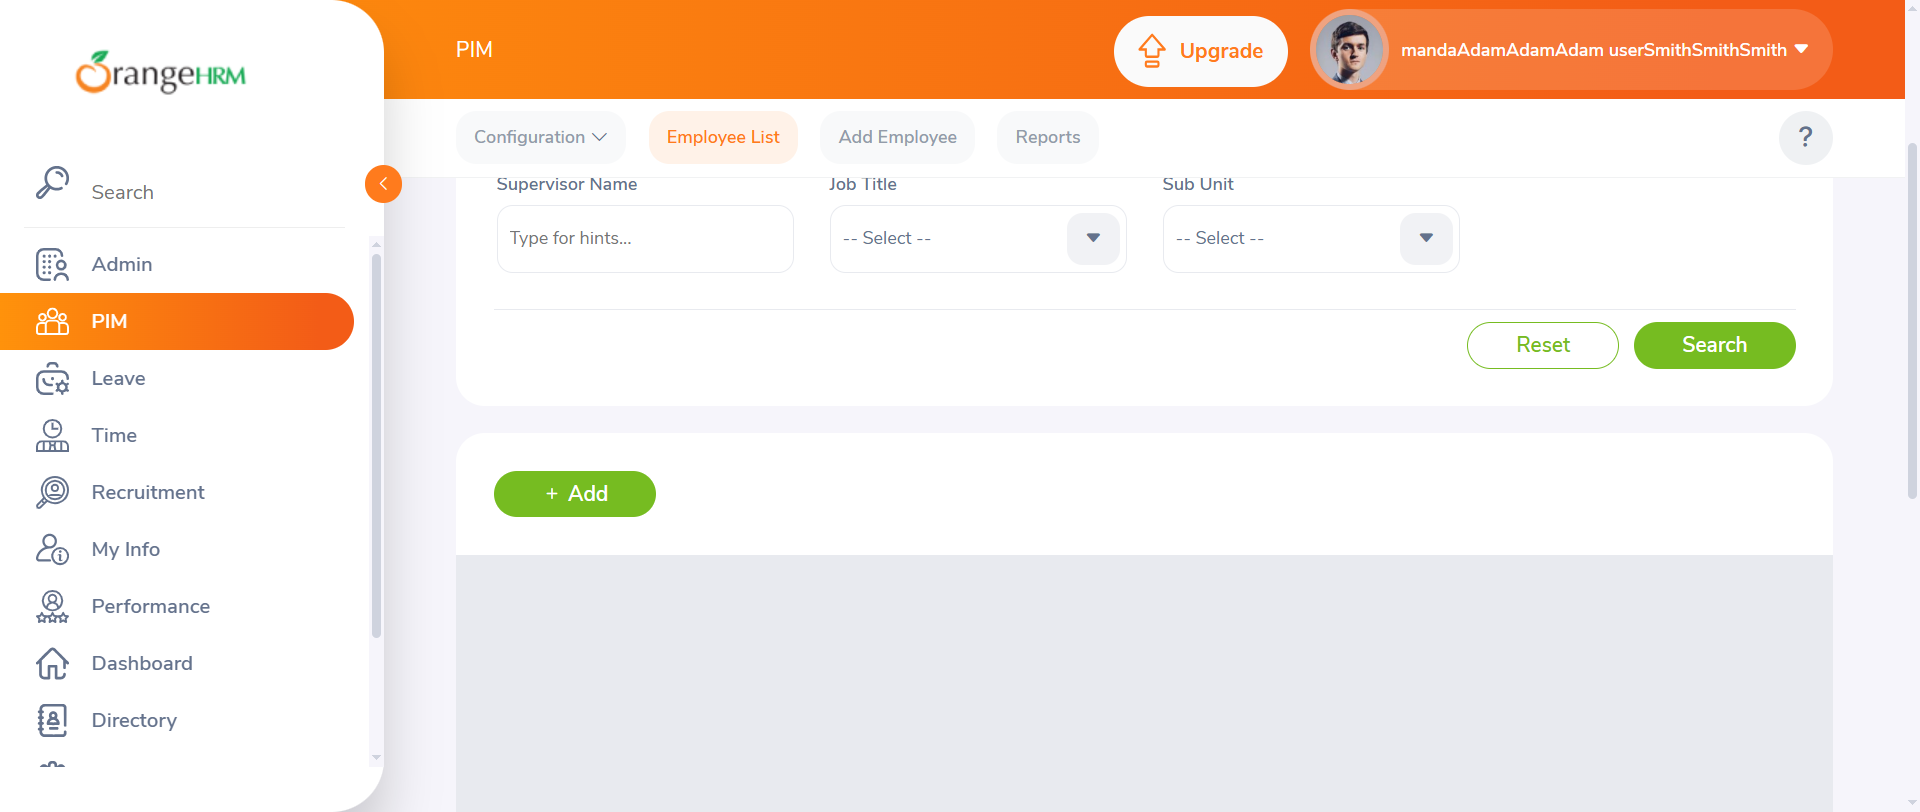 OrangeHRM
PIM
Upgrade
mandaAdamAdamAdam userSmithSmithSmith
Search
Admin
PIM
Leave
Time
Recruitment
My Info
Performance
Dashboard
Directory
Configuration
Employee List
Add Employee
Reports
?
Supervisor Name
Job Title
Sub Unit
Type for hints...
-- Select --
-- Select --
Reset
Search
+ Add